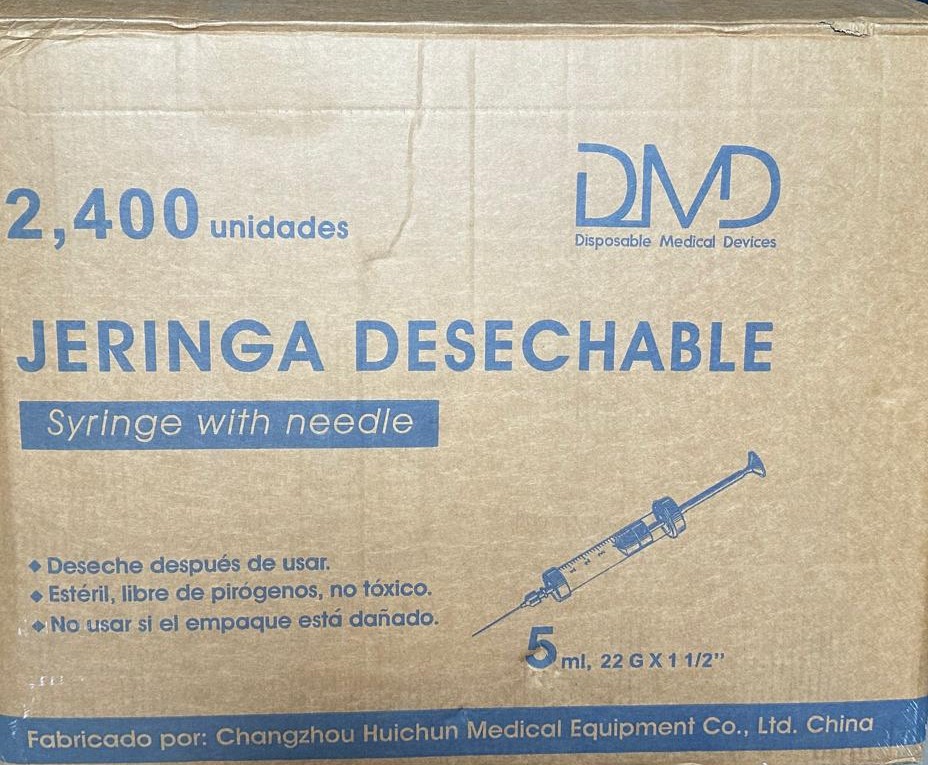 2,400 unidades
DMD
Disposable Medical Devices
JERINGA DESECHABLE
Syringe with needle
◆ Deseche después de usar.
◆ Estéril, libre de pirógenos, no tóxico.
◆ No usar si el empaque está dañado.
5 ml, 22 G X 1 1/2”
Fabricado por: Changzhou Huichun Medical Equipment Co., Ltd. China